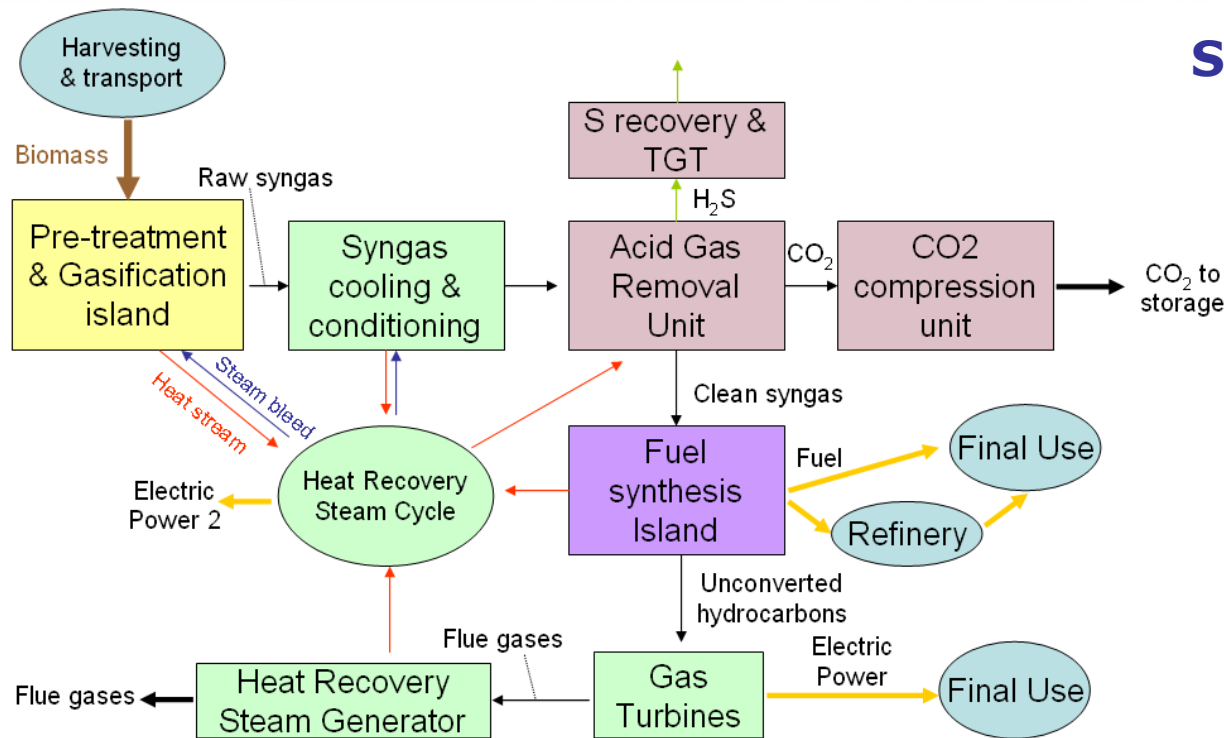 Harvesting
& transport
S
Biomass
Raw syngas
S recovery &
TGT
H₂S
Pre-treatment
& Gasification
island
Syngas
cooling &
conditioning
Acid Gas
Removal
Unit
CO₂
CO2
compression
unit
CO₂ to
storage
Steam bleed
Heat stream
Clean syngas
Heat Recovery
Steam Cycle
Electric
Power 2
Fuel
synthesis
Island
Fuel
Final Use
Refinery
Unconverted
hydrocarbons
Flue gases
Electric
Power
Flue gases
Heat Recovery
Steam Generator
Gas
Turbines
Final Use